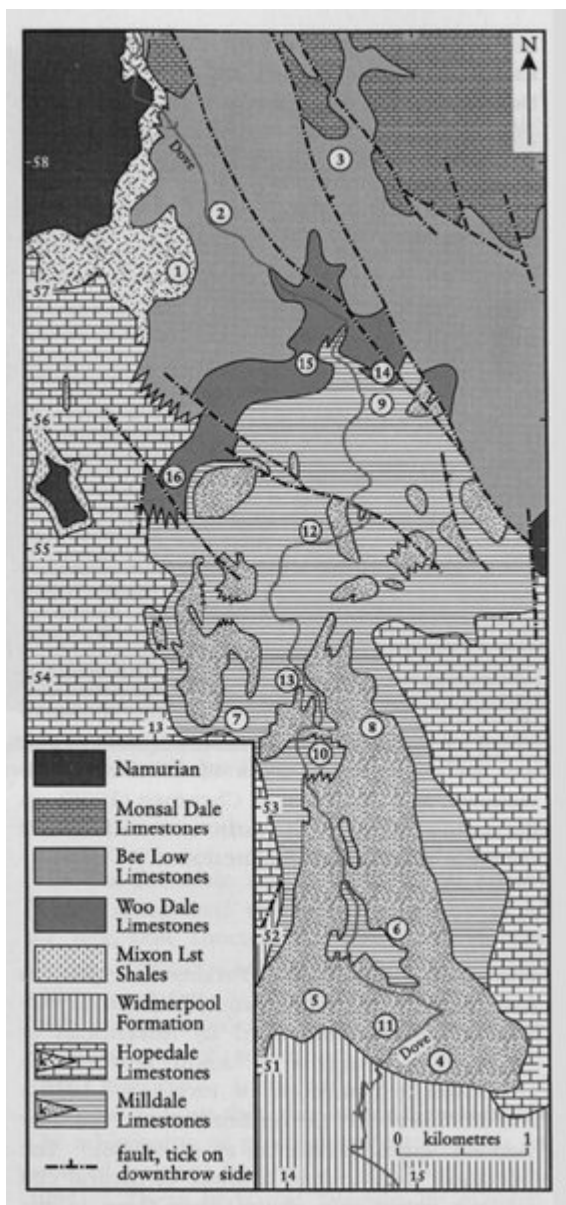 N
Dove
58
3
2
1
57
15
14
9
56
16
12
55
54
13
13
7
8
10
53
6
52
5
11
Dove
4
51
0 kilometres 1
14
15
Namurian
Monsal Dale
Limestones
Bee Low
Limestones
Woo Dale
Limestones
Mixon Lst
Shales
Widmerpool
Formation
k
Hopedale
Limestones
k
Milldale
Limestones
fault, tick on
downthrow side